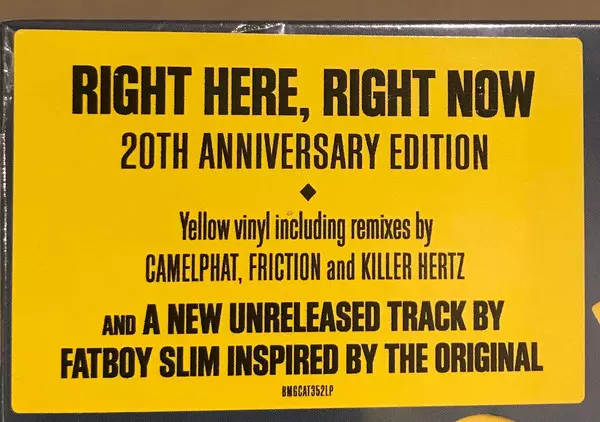 RIGHT HERE, RIGHT NOW
20TH ANNIVERSARY EDITION
Yellow vinyl including remixes by
CAMELPHAT, FRICTION and KILLER HERTZ
AND A NEW UNRELEASED TRACK BY
FATBOY SLIM INSPIRED BY THE ORIGINAL
BMGCAT352LP